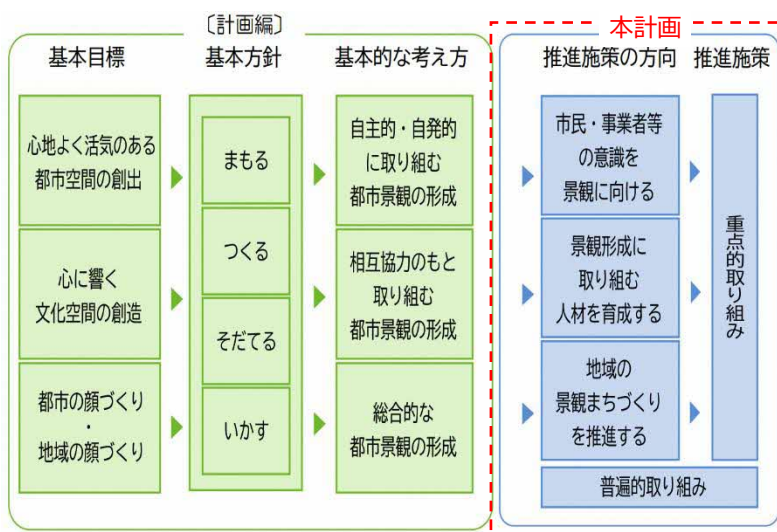 〔計画編〕
基本目標
基本方針
基本的な考え方
心地よく活気のある
都市空間の創出
心に響く
文化空間の創造
都市の顔づくり
・
地域の顔づくり
まもる
つくる
そだてる
いかす
自主的・自発的
に取り組む
都市景観の形成
相互協力のもと
取り組む
都市景観の形成
総合的な
都市景観の形成
本計画
推進施策の方向
推進施策
市民・事業者等
の意識を
景観に向ける
景観形成に
取り組む
人材を育成する
地域の
景観まちづくり
を推進する
重点的取り組み
普遍的取り組み